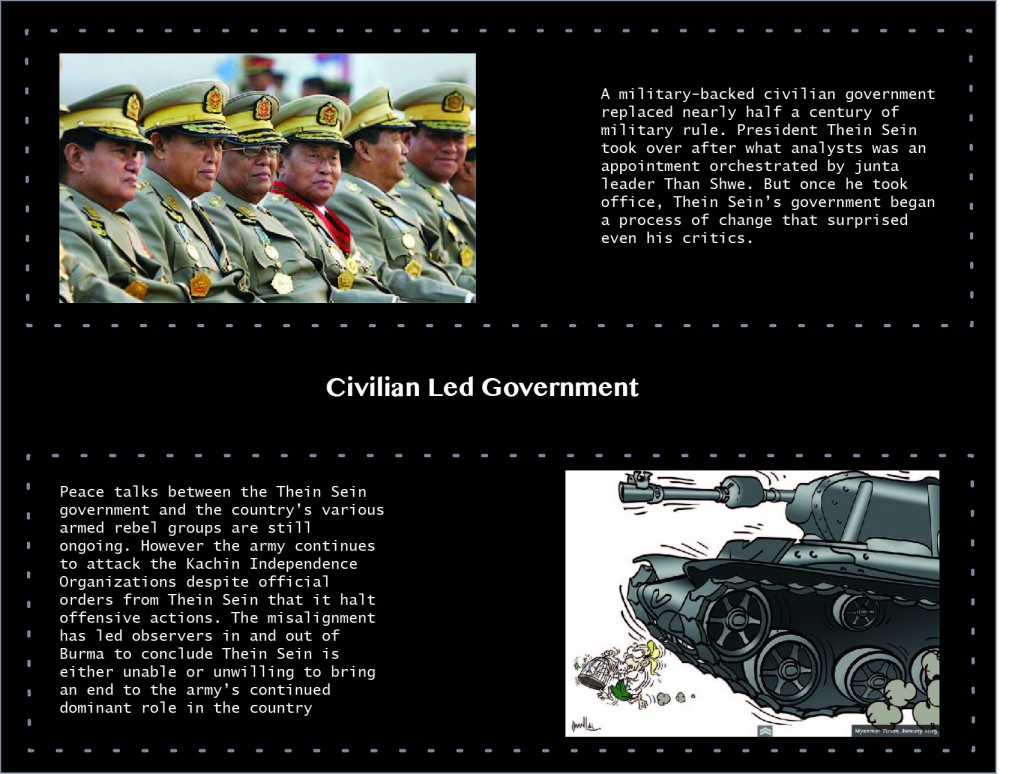 A military-backed civilian government
replaced nearly half a century of
military rule. President Thein Sein
took over after what analysts was an
appointment orchestrated by junta
leader Than Shwe. But once he took
office, Thein Sein's government began
a process of change that surprised
even his critics.
Civilian Led Government
Peace talks between the Thein Sein
government and the country's various
armed rebel groups are still
ongoing. However the army continues
to attack the Kachin Independence
Organizations despite official
orders from Thein Sein that it halt
offensive actions. The misalignment
has led observers in and out of
Burma to conclude Thein Sein is
either unable or unwilling to bring
an end to the army's continued
dominant role in the country
Myanmar Times, January 2015